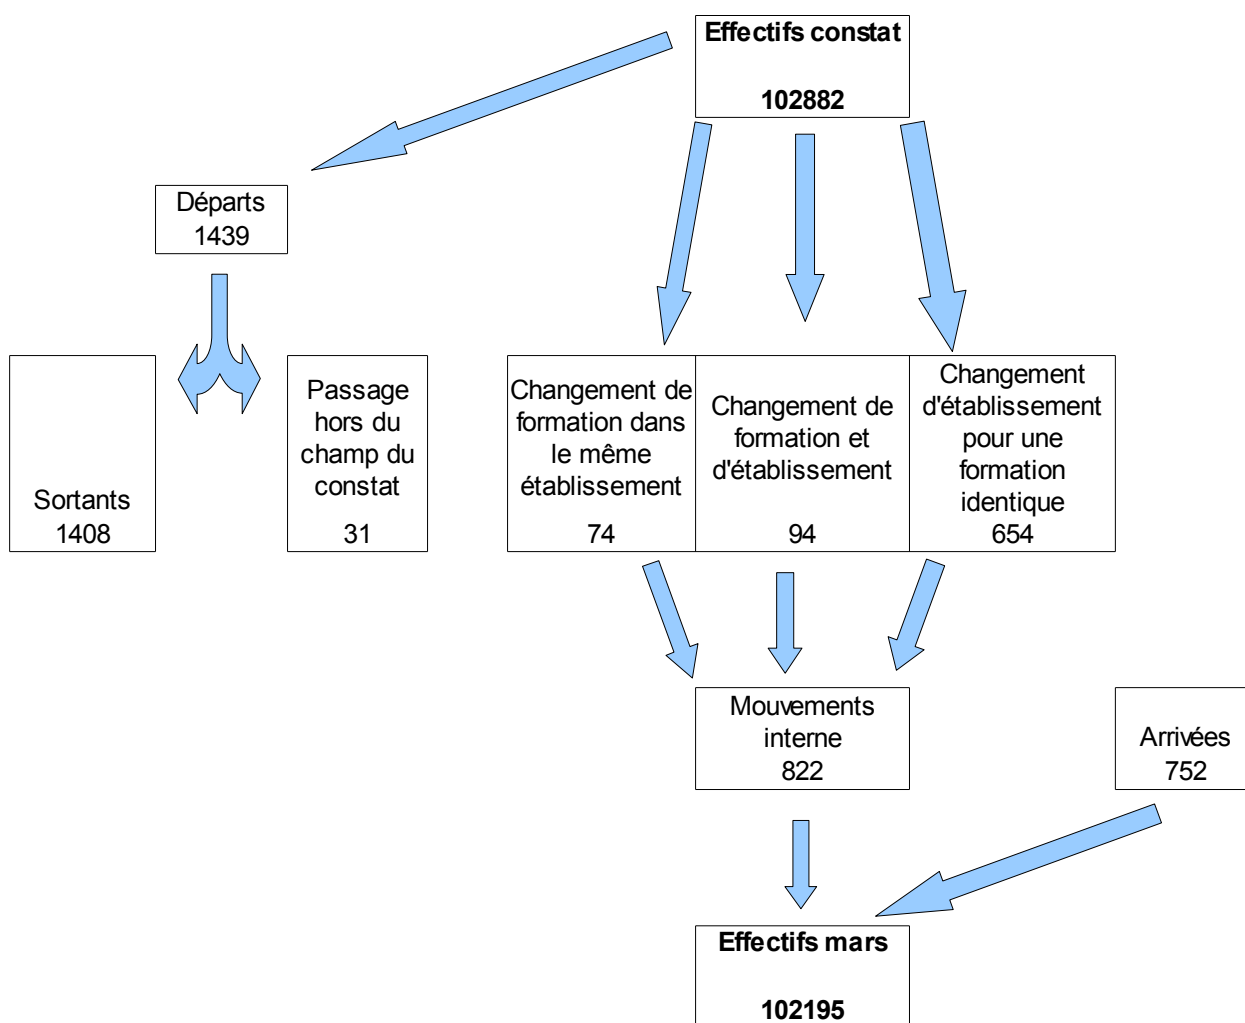 Effectifs constat
102882
Départs
1439
Sortants
1408
Passage
hors du
champ du
constat
31
Changement de
formation dans
le même
établissement
74
Changement de
formation et
d'établissement
94
Changement
d'établissement
pour une
formation
identique
654
Mouvements
interne
822
Arrivées
752
Effectifs mars
102195